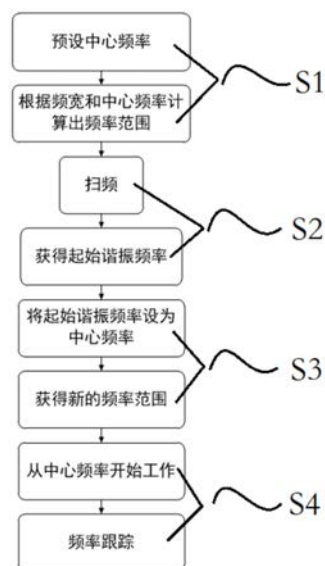 预设中心频率
S1
根据频宽和中心频率计
算出频率范围
扫频
S2
获得起始谐振频率
将起始谐振频率设为
中心频率
S3
获得新的频率范围
从中心频率开始工作
S4
频率跟踪